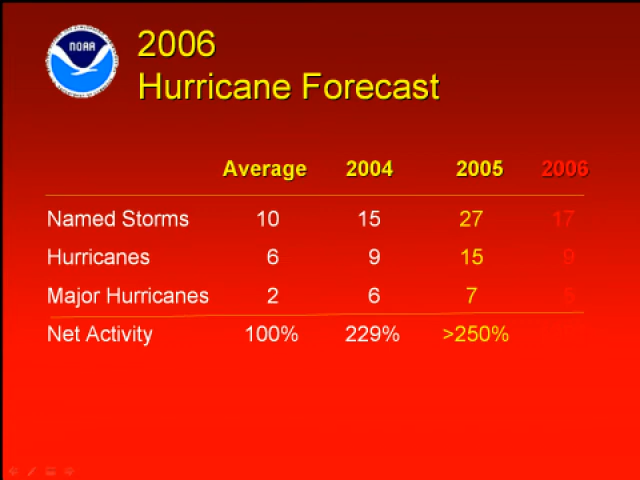 NOAA
2006
Hurricane Forecast
Average 2004 2005 2006
Named Storms 10 15 27 17
Hurricanes 6 9 15 9
Major Hurricanes 2 6 7 5
Net Activity 100% 229% >250%